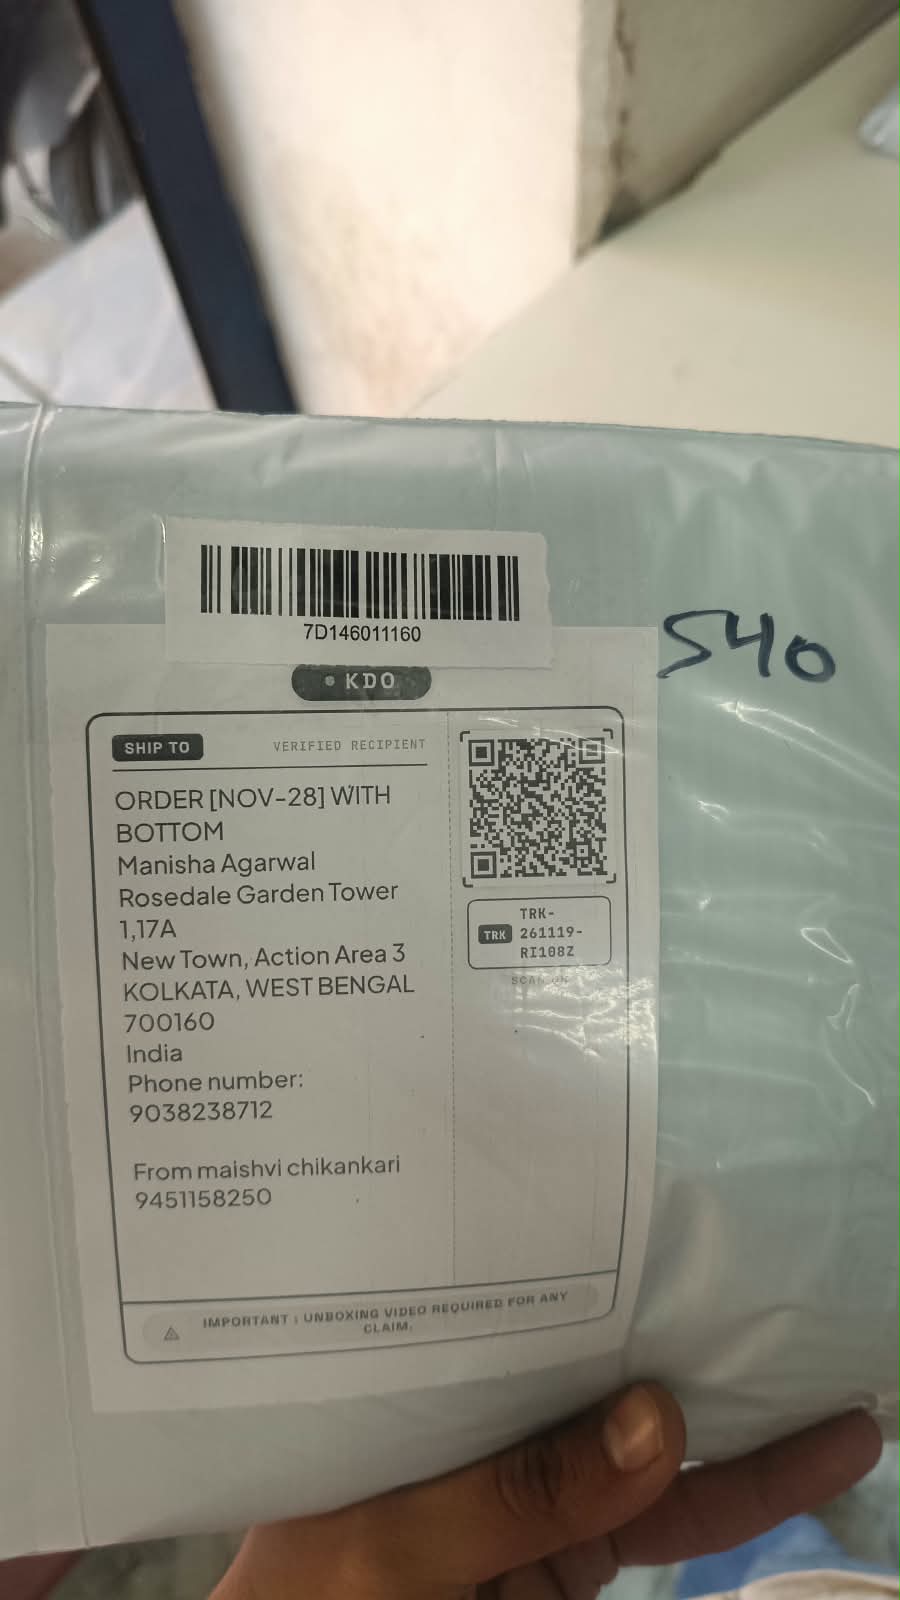 7D146011160
540
KDO
SHIP TO
VERIFIED RECIPIENT
ORDER [NOV-28] WITH
BOTTOM
Manisha Agarwal
Rosedale Garden Tower
1,17A
New Town, Action Area 3
KOLKATA, WEST BENGAL
700160
India
Phone number:
9038238712
From maishvi chikankari
9451158250
TRK
TRK-
261119-
RI108Z
SCAN
IMPORTANT : UNBOXING VIDEO REQUIRED FOR ANY
CLAIM.